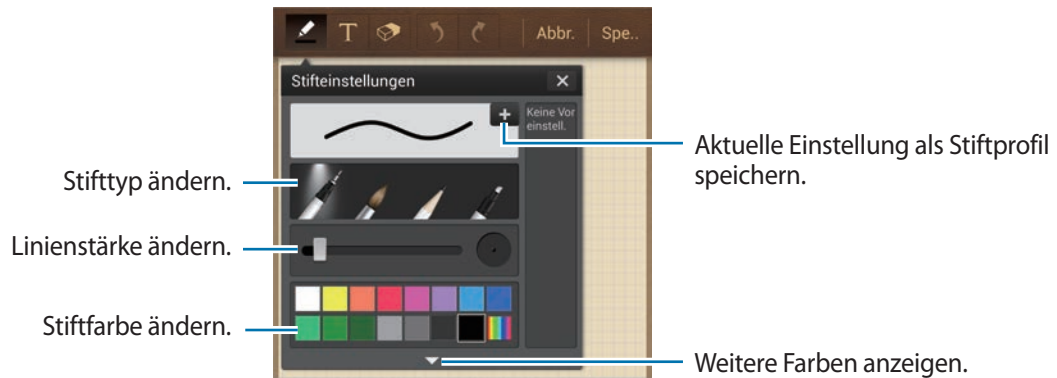 T Abbr. Spe..
Stifteinstellungen
Keine Vor
einstell.
Aktuelle Einstellung als Stiftprofil
speichern.
Stifttyp ändern.
Linienstärke ändern.
Stiftfarbe ändern.
Weitere Farben anzeigen.